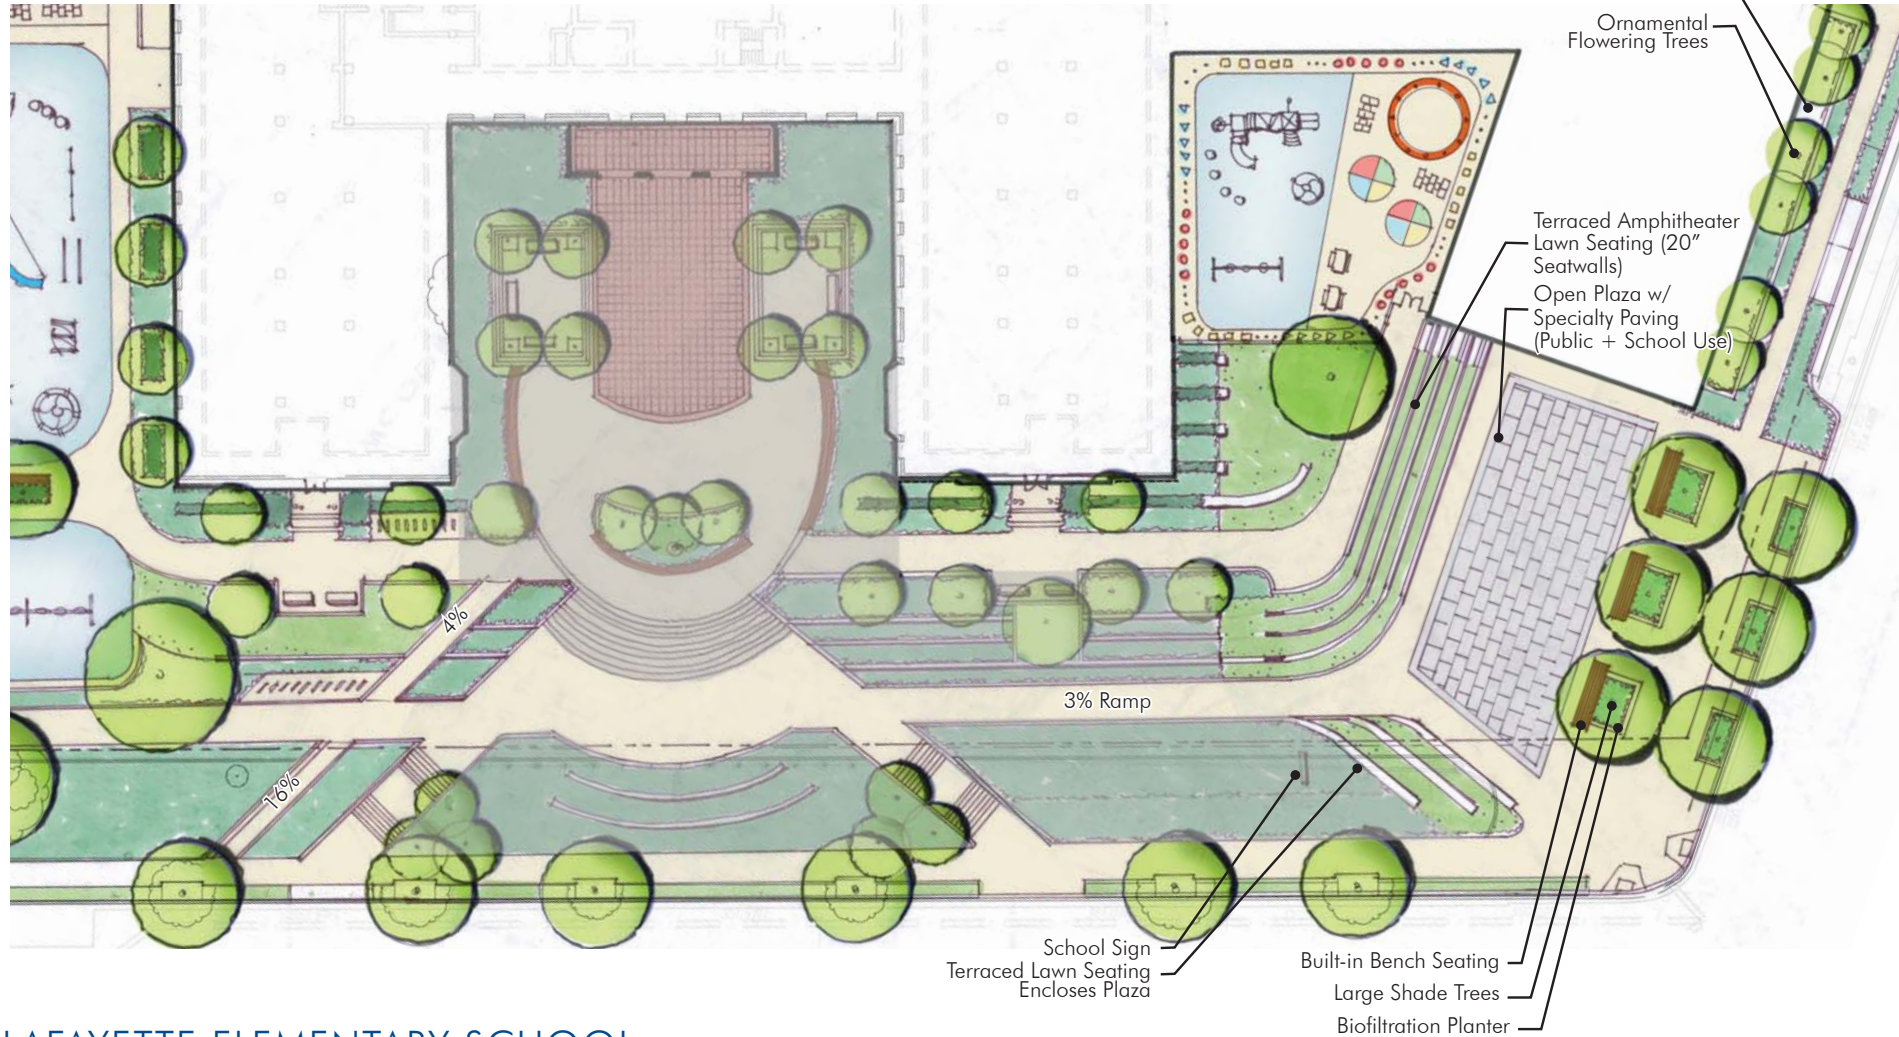 Ornamental
Flowering Trees
Terraced Amphitheater
Lawn Seating (20”
Seatwalls)
Open Plaza w/
Specialty Paving
(Public + School Use)
4%
3% Ramp
16%
School Sign
Terraced Lawn Seating
Encloses Plaza
Built-in Bench Seating
Large Shade Trees
Biofiltration Planter
LAFAYETTE ELEMENTARY SCHOOL